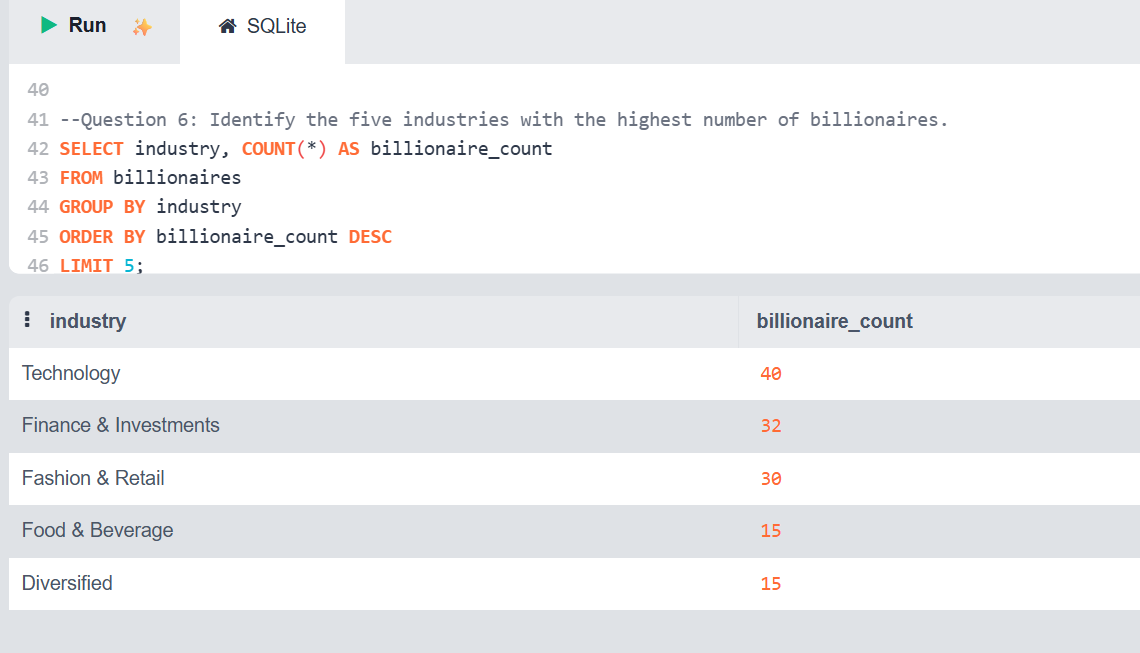 Run SQLite
40
41 --Question 6: Identify the five industries with the highest number of billionaires.
42 SELECT industry, COUNT(*) AS billionaire_count
43 FROM billionaires
44 GROUP BY industry
45 ORDER BY billionaire_count DESC
46 LIMIT 5;
industry billionaire_count
Technology 40
Finance & Investments 32
Fashion & Retail 30
Food & Beverage 15
Diversified 15